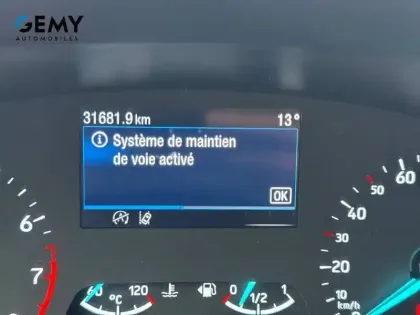 GEMY
AUTOMOBILES
31681.9 km 13°
Système de maintien
de voie activé
OK
6
7
60 °C 120
0 1/2 1
10
20
30
40
50
60
km/h